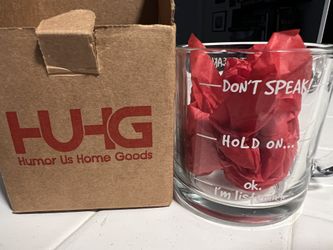 HUHG
Humor Us Home Goods
DON'T SPEAK
HOLD ON...
ok.
I'm